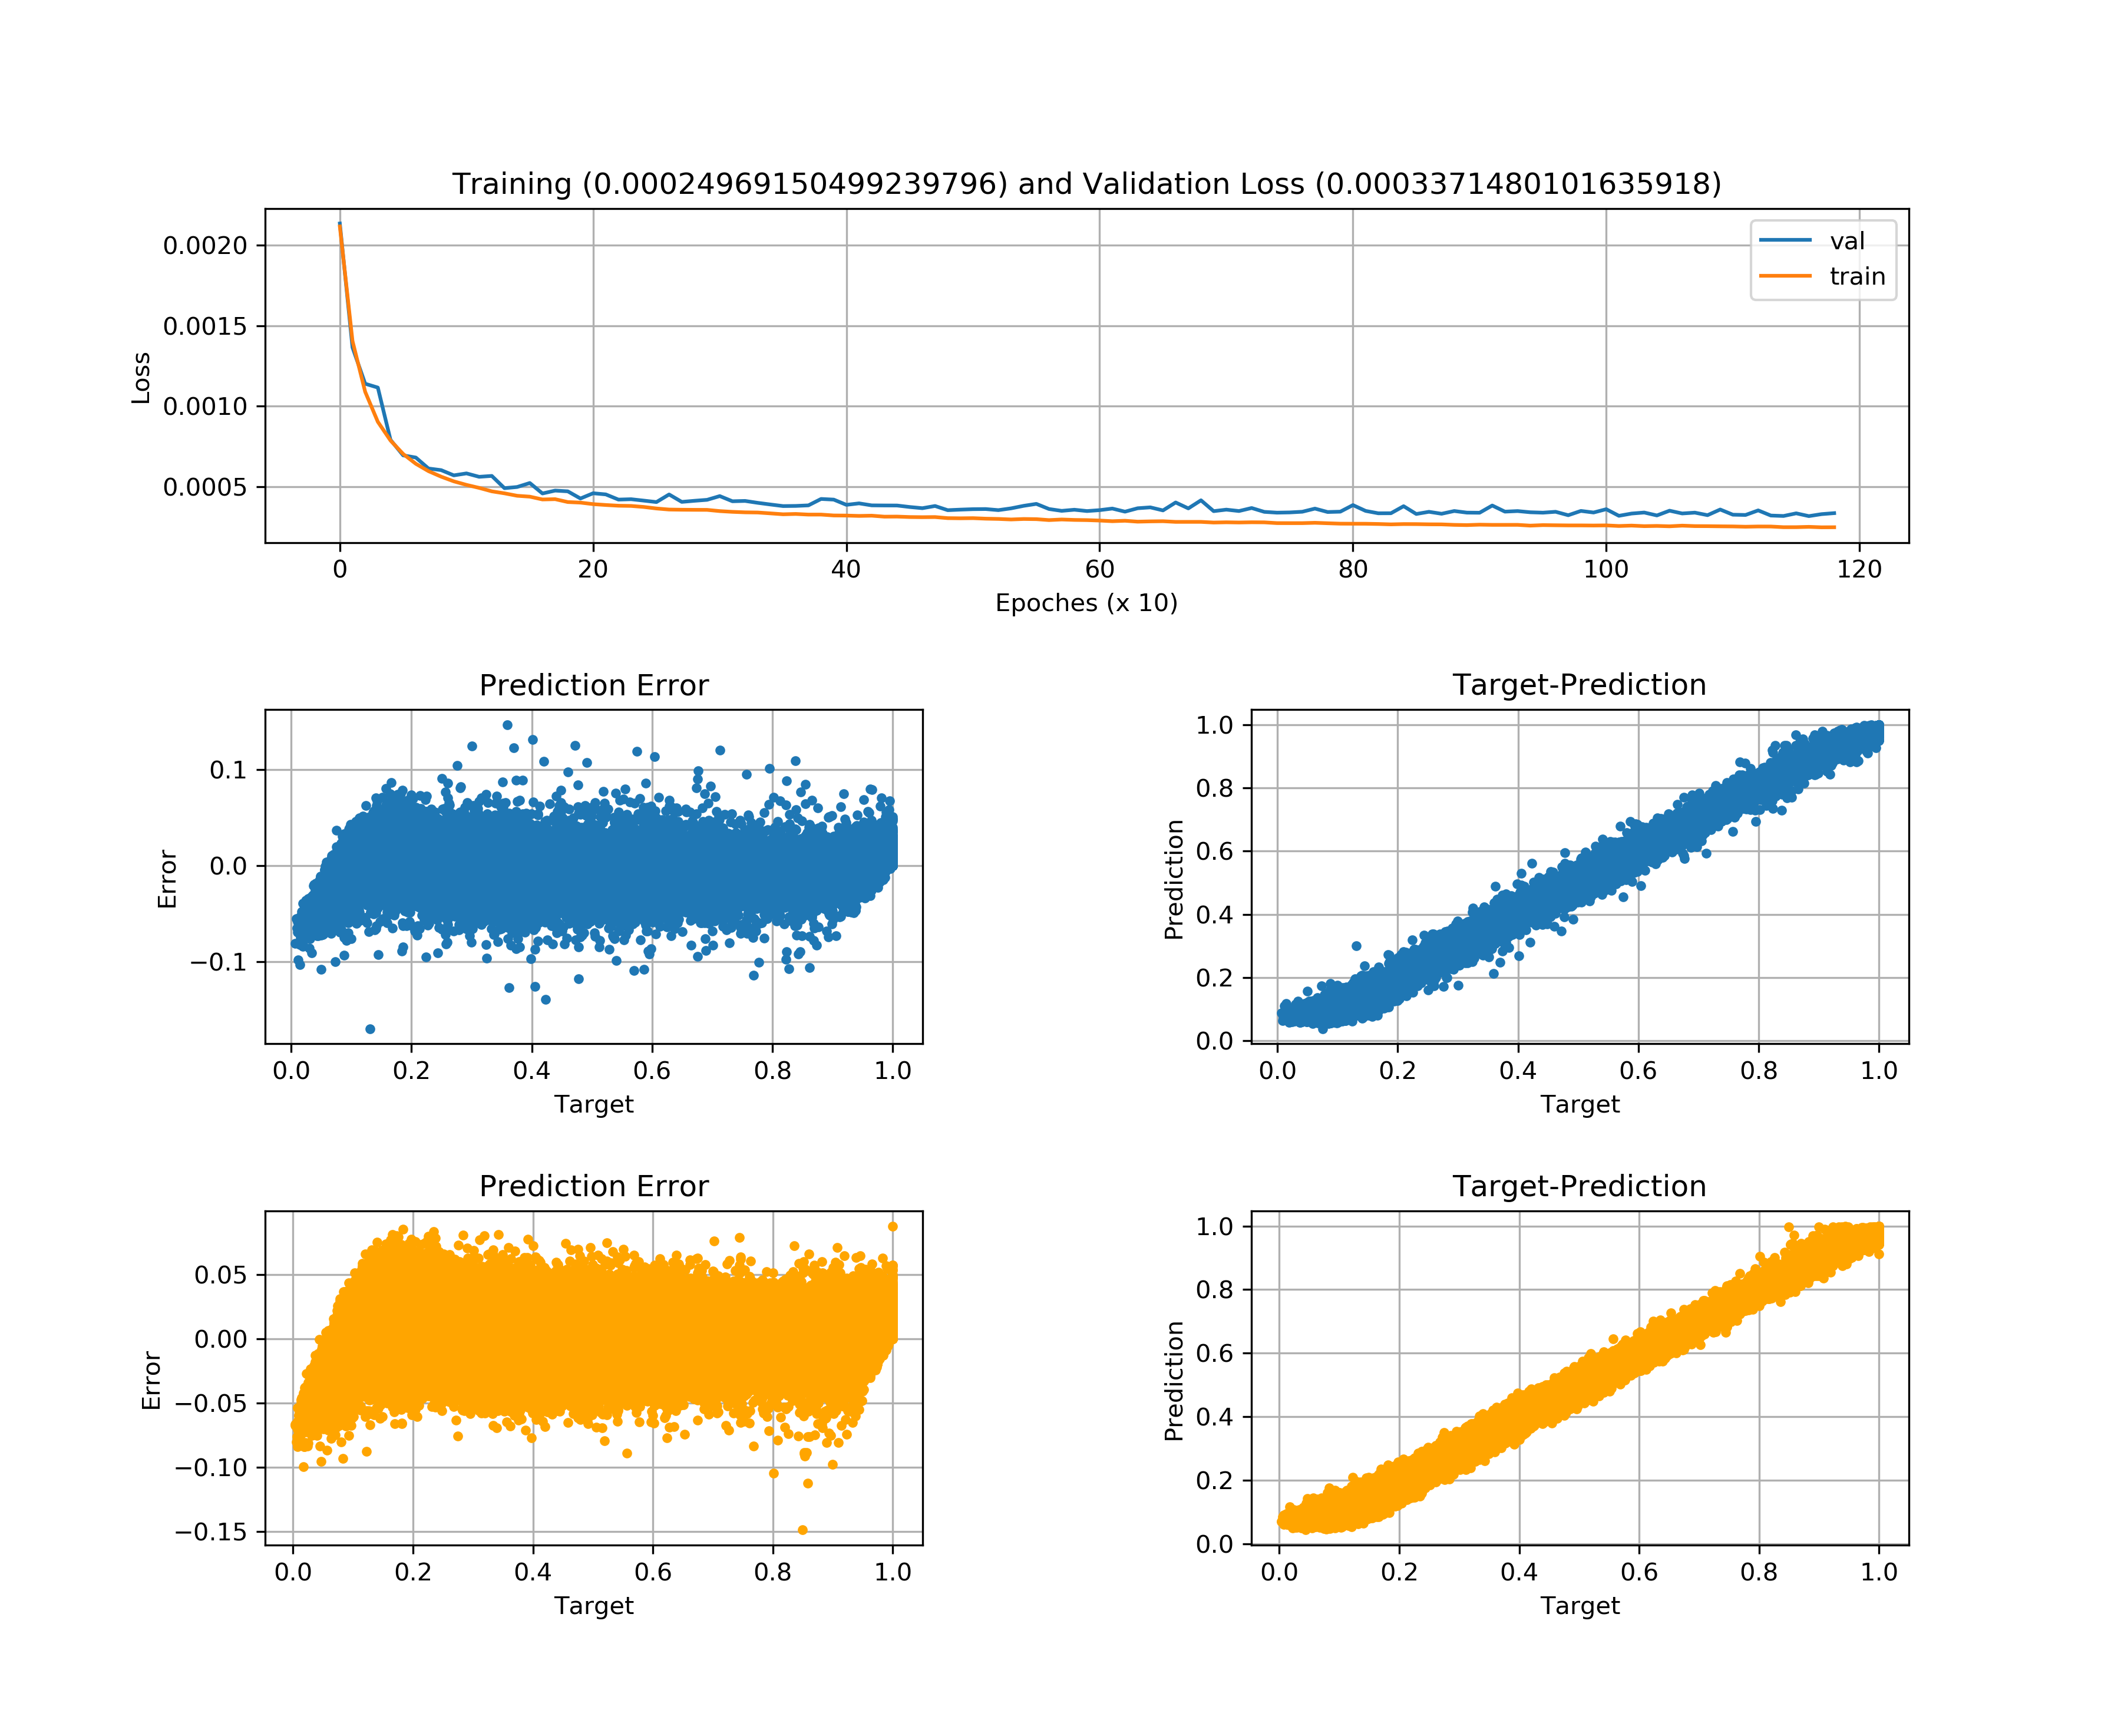 Training (0.00024969150499239796) and Validation Loss (0.0003371480101635918)
0.0020
0.0015
0.0010
0.0005
Loss
val
train
0 20 40 60 80 100 120
Epoches (x 10)
Prediction Error
0.1
0.0
−0.1
Error
0.0 0.2 0.4 0.6 0.8 1.0
Target
Target-Prediction
1.0
0.8
0.6
0.4
0.2
0.0
Prediction
0.0 0.2 0.4 0.6 0.8 1.0
Target
Prediction Error
0.05
0.00
−0.05
−0.10
−0.15
Error
0.0 0.2 0.4 0.6 0.8 1.0
Target
Target-Prediction
1.0
0.8
0.6
0.4
0.2
0.0
Prediction
0.0 0.2 0.4 0.6 0.8 1.0
Target